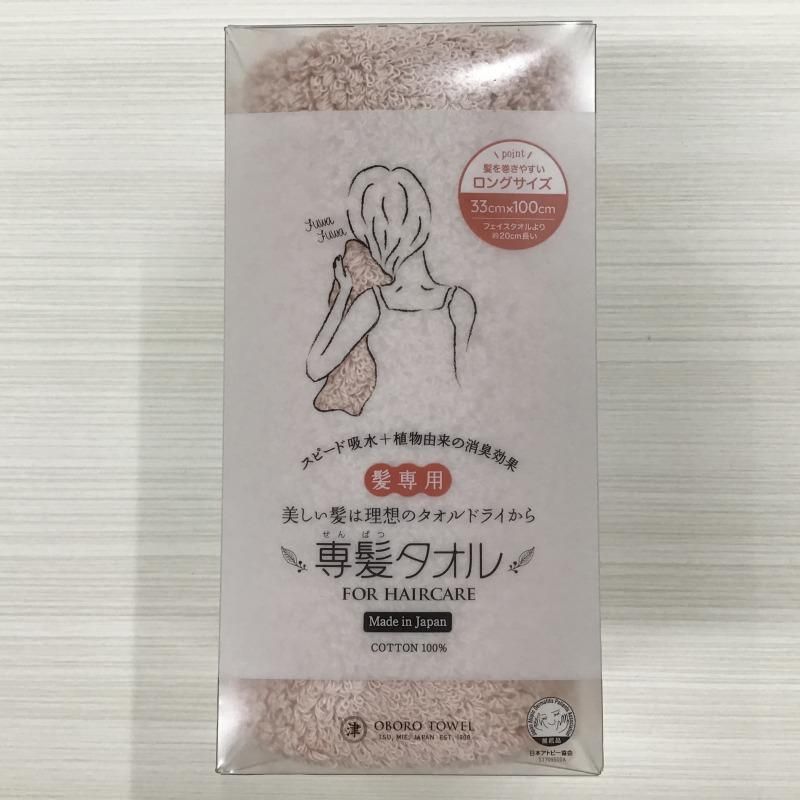 point
髪を巻きやすい
ロングサイズ
33cm×100cm
フェイスタオルより
約20cm長い
Fuwa
Fuwa
スピード吸水＋植物由来の消臭効果
髪専用
美しい髪は理想のタオルドライから
せん ぱつ
専髪タオル
FOR HAIRCARE
Made in Japan
COTTON 100%
津 OBORO TOWEL
TSU, MIE, JAPAN EST. 1908
推薦品
日本アトピー協会